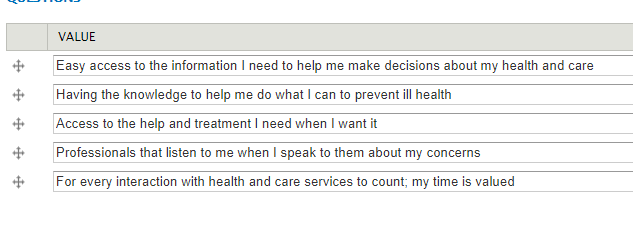 QUESTIONS
VALUE
Easy access to the information I need to help me make decisions about my health and care
Having the knowledge to help me do what I can to prevent ill health
Access to the help and treatment I need when I want it
Professionals that listen to me when I speak to them about my concerns
For every interaction with health and care services to count; my time is valued